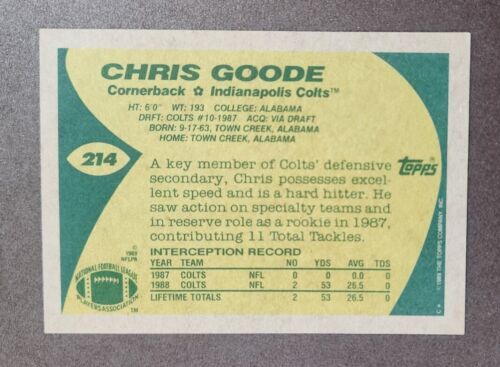 CHRIS GOODE
Cornerback ✪ Indianapolis Colts™
HT: 6'0" WT: 193 COLLEGE: ALABAMA
DRFT: COLTS #10-1987 ACQ: VIA DRAFT
BORN: 9-17-63, TOWN CREEK, ALABAMA
HOME: TOWN CREEK, ALABAMA
214
topps
A key member of Colts' defensive
secondary, Chris possesses excel-
lent speed and is a hard hitter. He
saw action on specialty teams and
in reserve role as a rookie in 1987,
contributing 11 Total Tackles.
INTERCEPTION RECORD
YEAR TEAM NO YDS AVG TDS
1987 COLTS NFL 0 0 0.0 0
1988 COLTS NFL 2 53 26.5 0
LIFETIME TOTALS 2 53 26.5 0
©
1989
NFLPA
NATIONAL FOOTBALL LEAGUE
PLAYERS ASSOCIATION
™
©1989 THE TOPPS COMPANY, INC.
C*